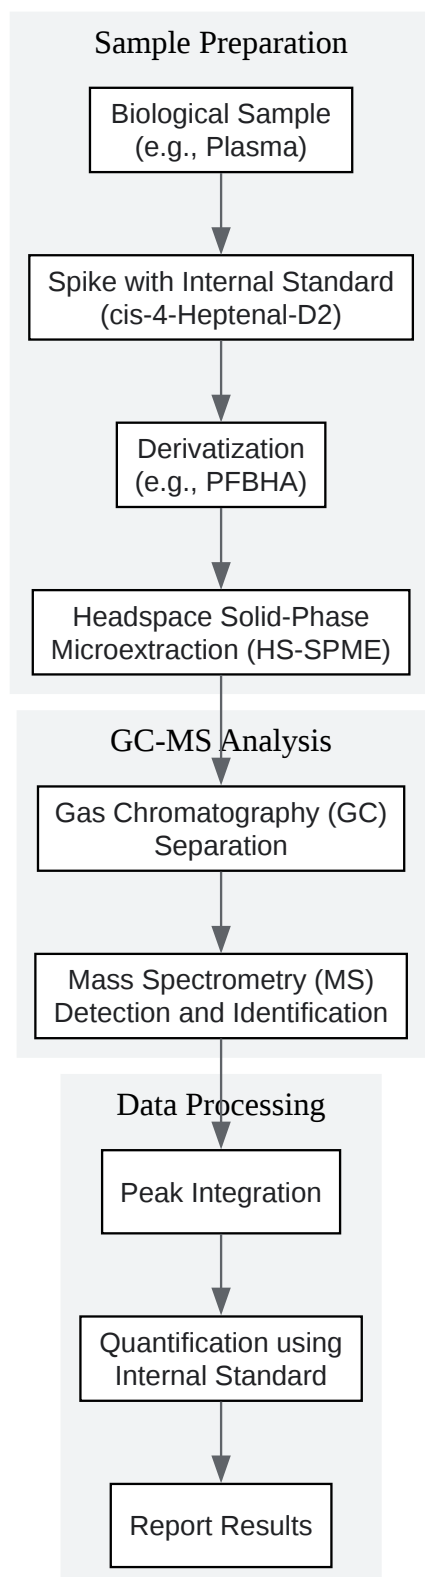 Sample Preparation
Biological Sample
(e.g., Plasma)
Spike with Internal Standard
(cis-4-Heptenal-D2)
Derivatization
(e.g., PFBHA)
Headspace Solid-Phase
Microextraction (HS-SPME)
GC-MS Analysis
Gas Chromatography (GC)
Separation
Mass Spectrometry (MS)
Detection and Identification
Data Processing
Peak Integration
Quantification using
Internal Standard
Report Results